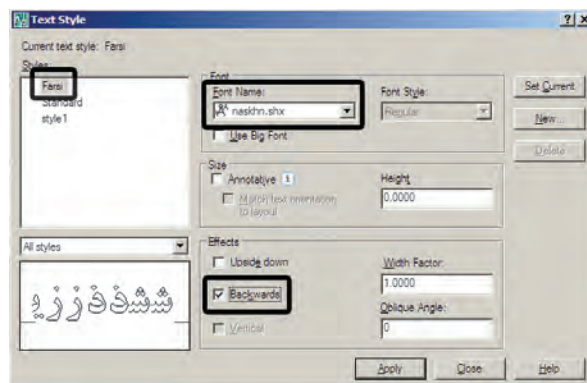 Text Style
Current text style: Farsi
Styles:
Farsi
Standard
style1
Font
Font Name:
naskhn.shx
Font Style:
Regular
Use Big Font
Set Current
New...
Delete
Size
Annotative
Match text orientation
to layout
Height
0.0000
All styles
Effects
Upside down
Backwards
Vertical
Width Factor:
1.0000
Oblique Angle:
0
Apply
Close
Help